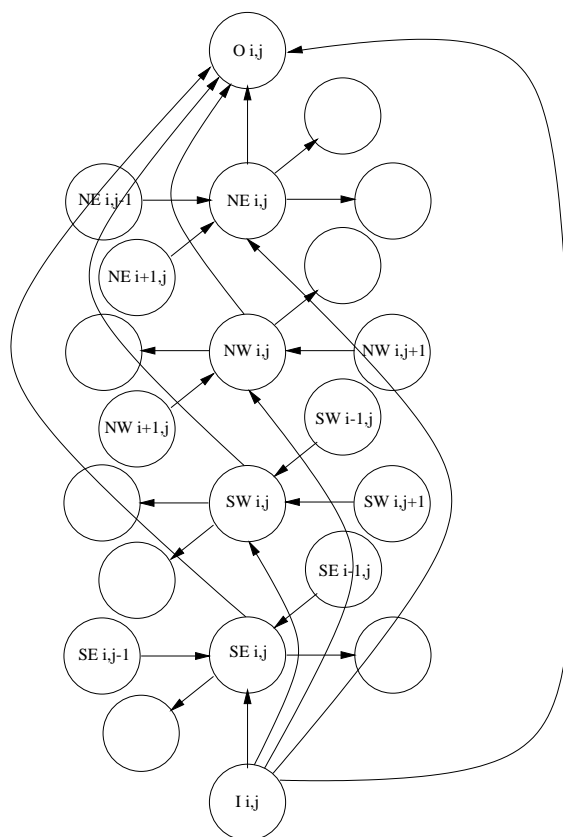 O i,j
NE i,j-1
NE i,j
NE i+1,j
NW i,j
NW i,j+1
NW i+1,j
SW i-1,j
SW i,j
SW i,j+1
SE i-1,j
SE i,j-1
SE i,j
I i,j